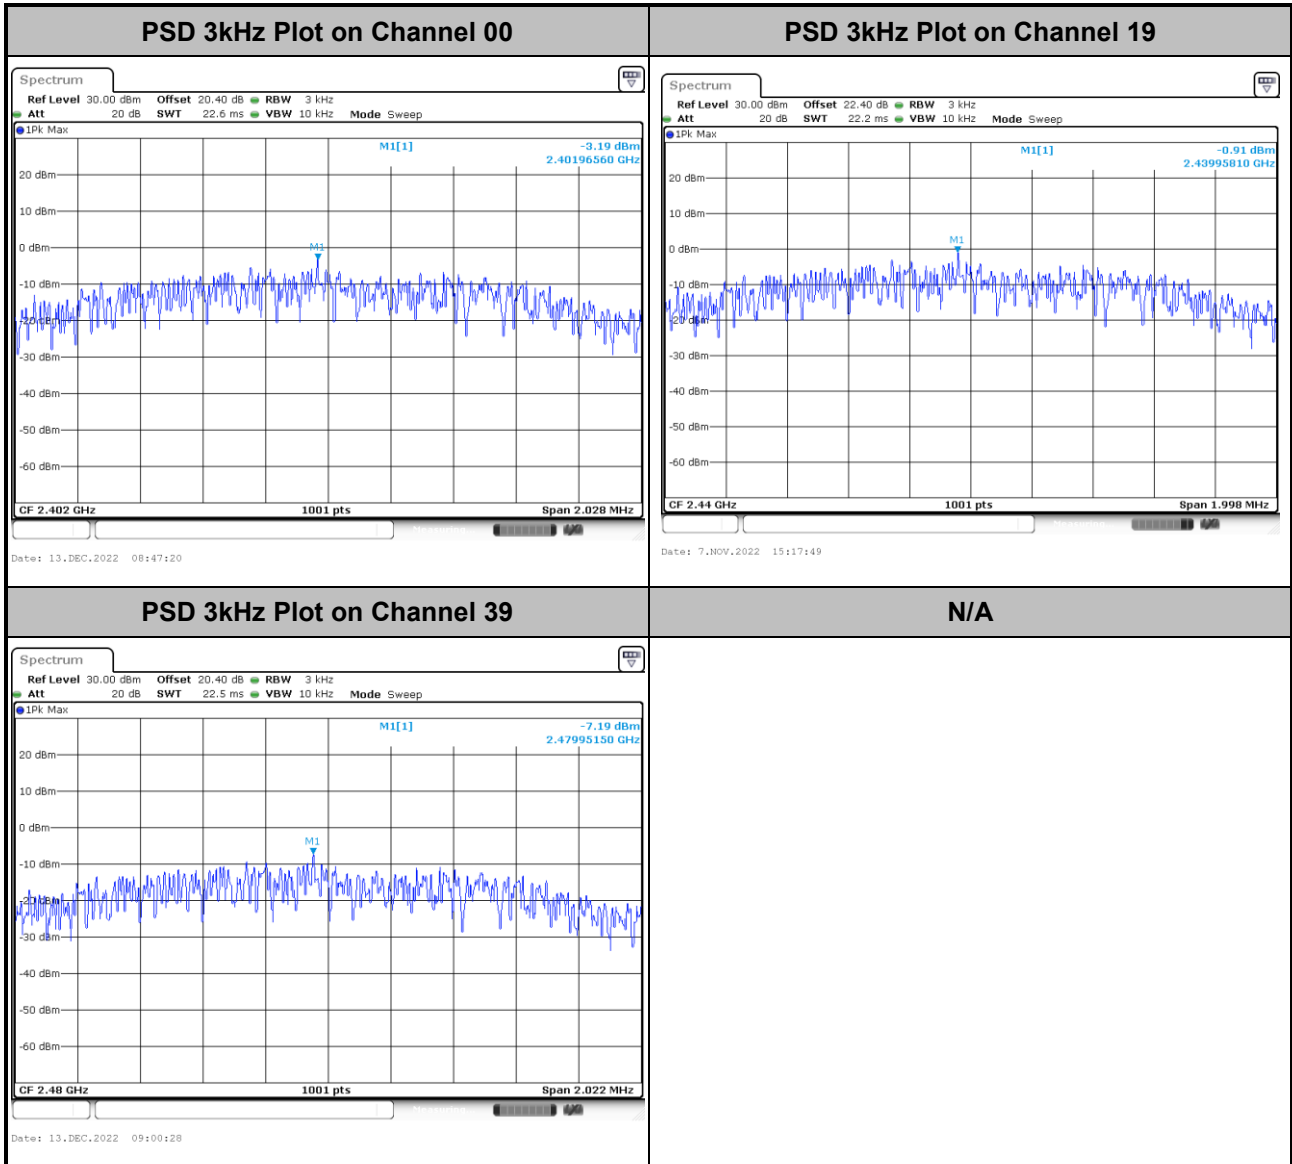 PSD 3kHz Plot on Channel 00
PSD 3kHz Plot on Channel 19
Spectrum
Ref Level 30.00 dBm Offset 20.40 dB RBW 3 kHz
Att 20 dB SWT 22.6 ms VBW 10 kHz Mode Sweep
1Pk Max
M1[1] -3.19 dBm
2.40196560 GHz
20 dBm
10 dBm
M1
0 dBm
-10 dBm
-20 dBm
-30 dBm
-40 dBm
-50 dBm
-60 dBm
CF 2.402 GHz 1001 pts Span 2.028 MHz
Date: 13.DEC.2022 08:47:20
Spectrum
Ref Level 30.00 dBm Offset 22.40 dB RBW 3 kHz
Att 20 dB SWT 22.2 ms VBW 10 kHz Mode Sweep
1Pk Max
M1[1] -0.91 dBm
2.43995810 GHz
20 dBm
10 dBm
M1
0 dBm
-10 dBm
-20 dBm
-30 dBm
-40 dBm
-50 dBm
-60 dBm
CF 2.44 GHz 1001 pts Span 1.998 MHz
Date: 7.NOV.2022 15:17:49
PSD 3kHz Plot on Channel 39
N/A
Spectrum
Ref Level 30.00 dBm Offset 20.40 dB RBW 3 kHz
Att 20 dB SWT 22.5 ms VBW 10 kHz Mode Sweep
1Pk Max
M1[1] -7.19 dBm
2.47995150 GHz
20 dBm
10 dBm
0 dBm
M1
-10 dBm
-20 dBm
-30 dBm
-40 dBm
-50 dBm
-60 dBm
CF 2.48 GHz 1001 pts Span 2.022 MHz
Date: 13.DEC.2022 09:00:28